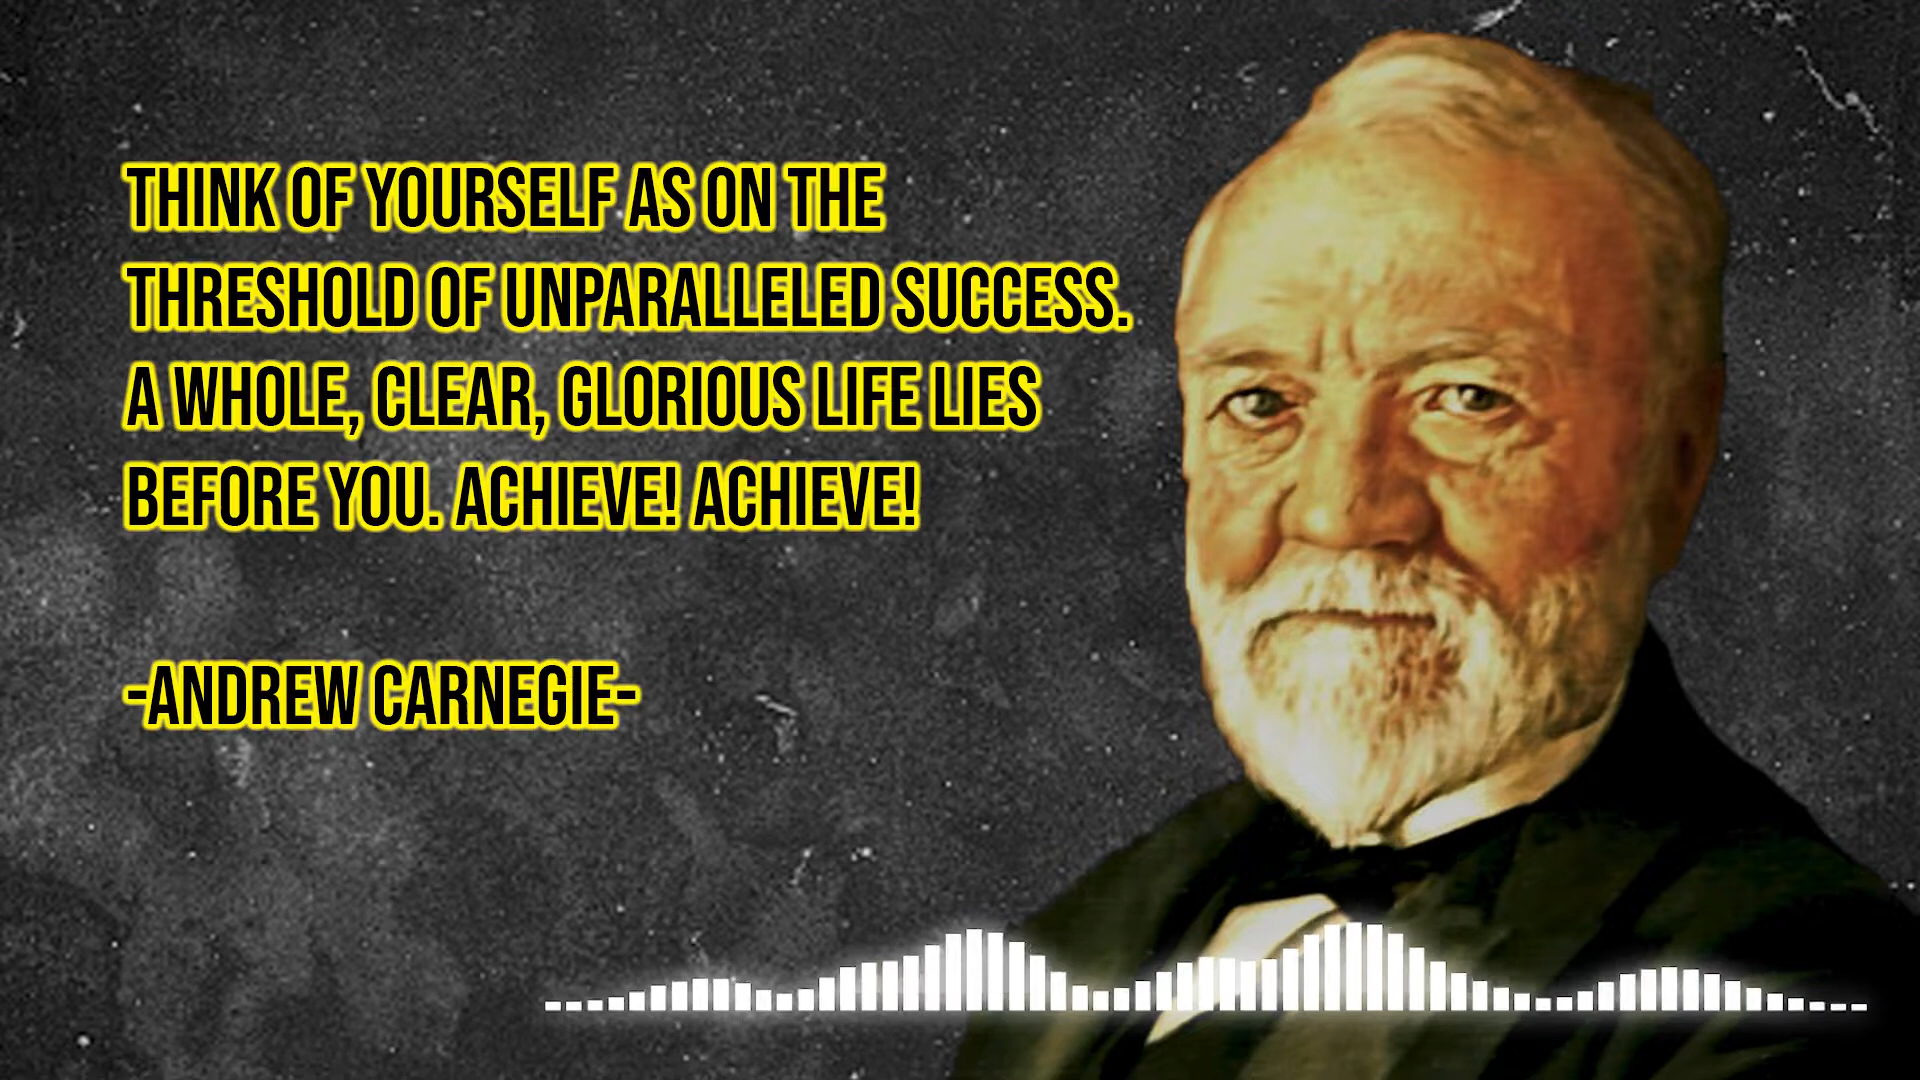 THINK OF YOURSELF AS ON THE
THRESHOLD OF UNPARALLELED SUCCESS.
A WHOLE, CLEAR, GLORIOUS LIFE LIES
BEFORE YOU. ACHIEVE! ACHIEVE!
-ANDREW CARNEGIE-